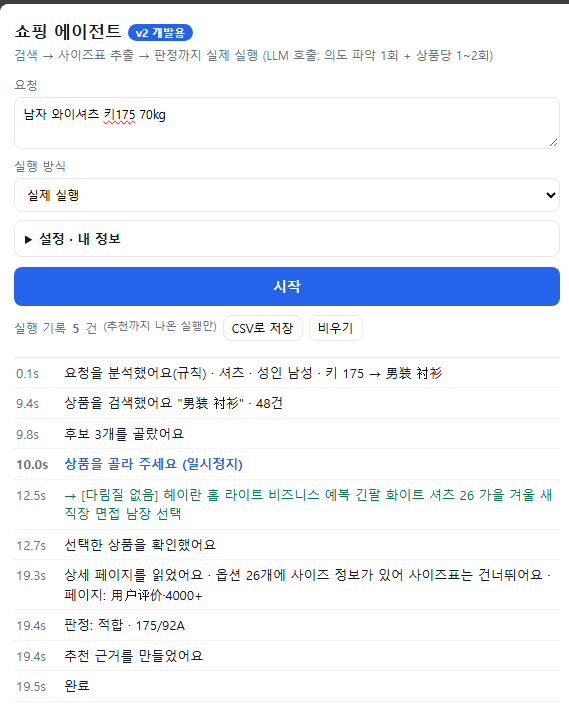 쇼핑 에이전트 v2 개발용
검색 → 사이즈표 추출 → 판정까지 실제 실행 (LLM 호출: 의도 파악 1회 + 상품당 1~2회)
요청
남자 와이셔츠 키175 70kg
실행 방식
실제 실행
▶ 설정 · 내 정보
시작
실행 기록 5 건 (추천까지 나온 실행만) CSV로 저장 비우기
0.1s 요청을 분석했어요(규칙) · 셔츠 · 성인 남성 · 키 175 → 男装 衬衫
9.4s 상품을 검색했어요 "男装 衬衫" · 48건
9.8s 후보 3개를 골랐어요
10.0s 상품을 골라 주세요 (일시정지)
12.5s → [다림질 없음] 헤이란 홈 라이트 비즈니스 예복 긴팔 화이트 셔츠 26 가을 겨울 새
직장 면접 남장 선택
12.7s 선택한 상품을 확인했어요
19.3s 상세 페이지를 읽었어요 · 옵션 26개에 사이즈 정보가 있어 사이즈표는 건너뛰어요 ·
페이지: 用户评价·4000+
19.4s 판정: 적합 · 175/92A
19.4s 추천 근거를 만들었어요
19.5s 완료